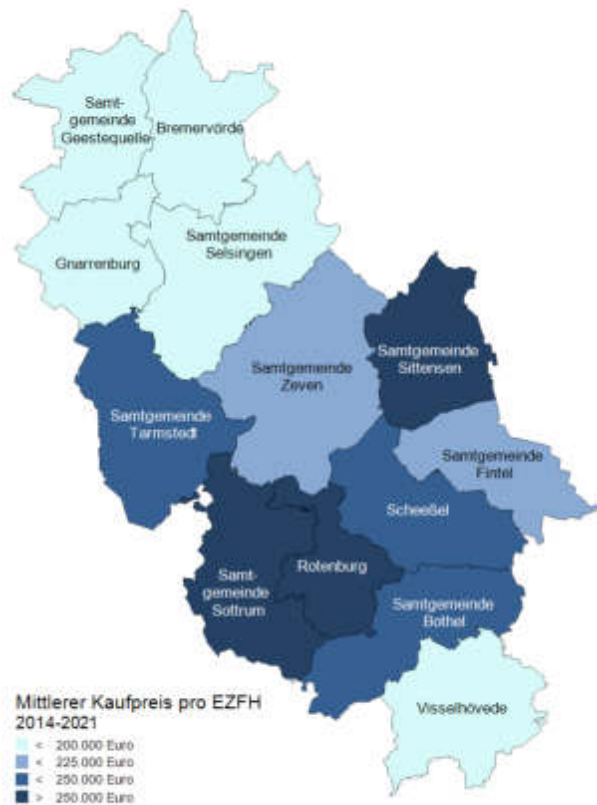 Samt-
gemeinde
Geestequelle
Bremervörde
Gnarrenburg
Samtgemeinde
Selsingen
Samtgemeinde
Zeven
Samtgemeinde
Sittensen
Samtgemeinde
Tarmstedt
Samtgemeinde
Fintel
Scheeßel
Samt-
gemeinde
Sottrum
Rotenburg
Samtgemeinde
Bothel
Visselhövede
Mittlerer Kaufpreis pro EZFH
2014-2021
< 200.000 Euro
< 225.000 Euro
< 250.000 Euro
> 250.000 Euro